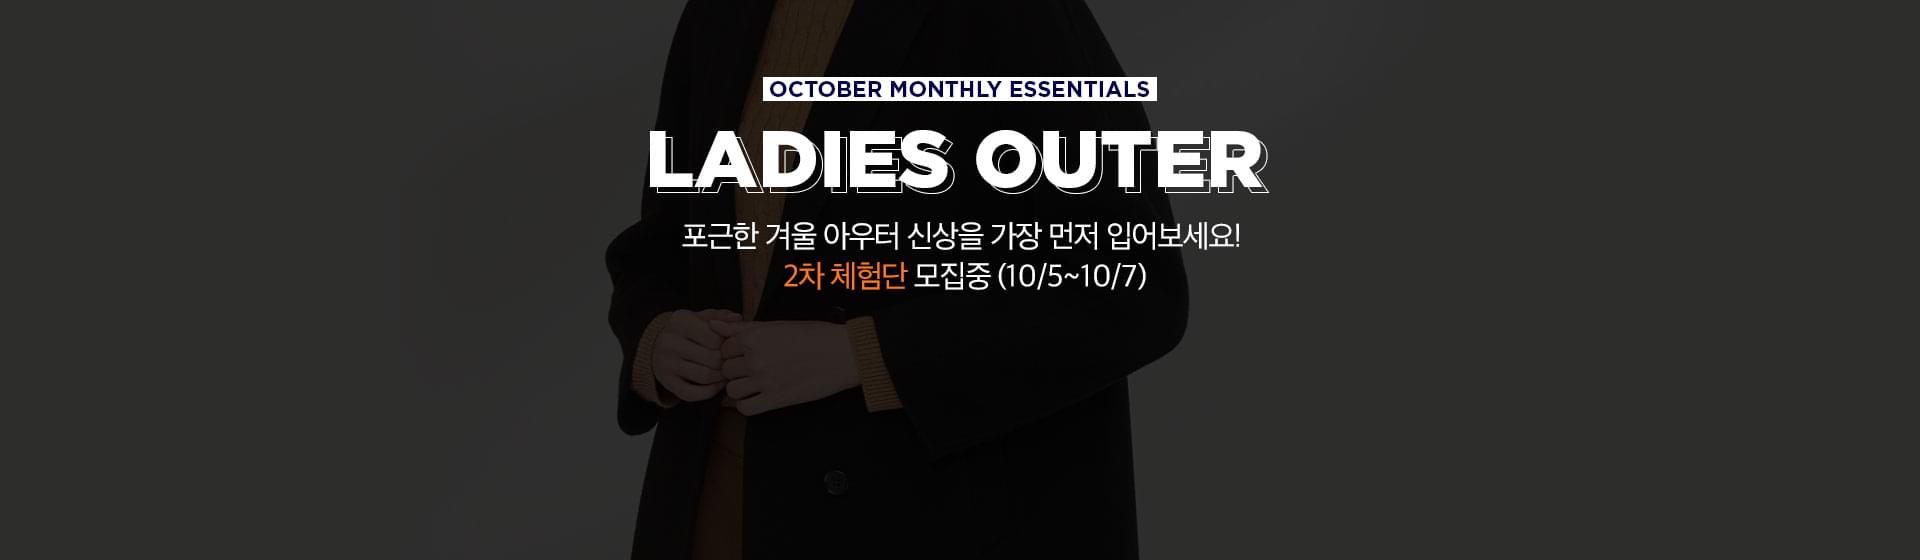 OCTOBER MONTHLY ESSENTIALS
LADIES OUTER
포근한 겨울 아우터 신상을 가장 먼저 입어보세요!
2차 체험단 모집중 (10/5~10/7)